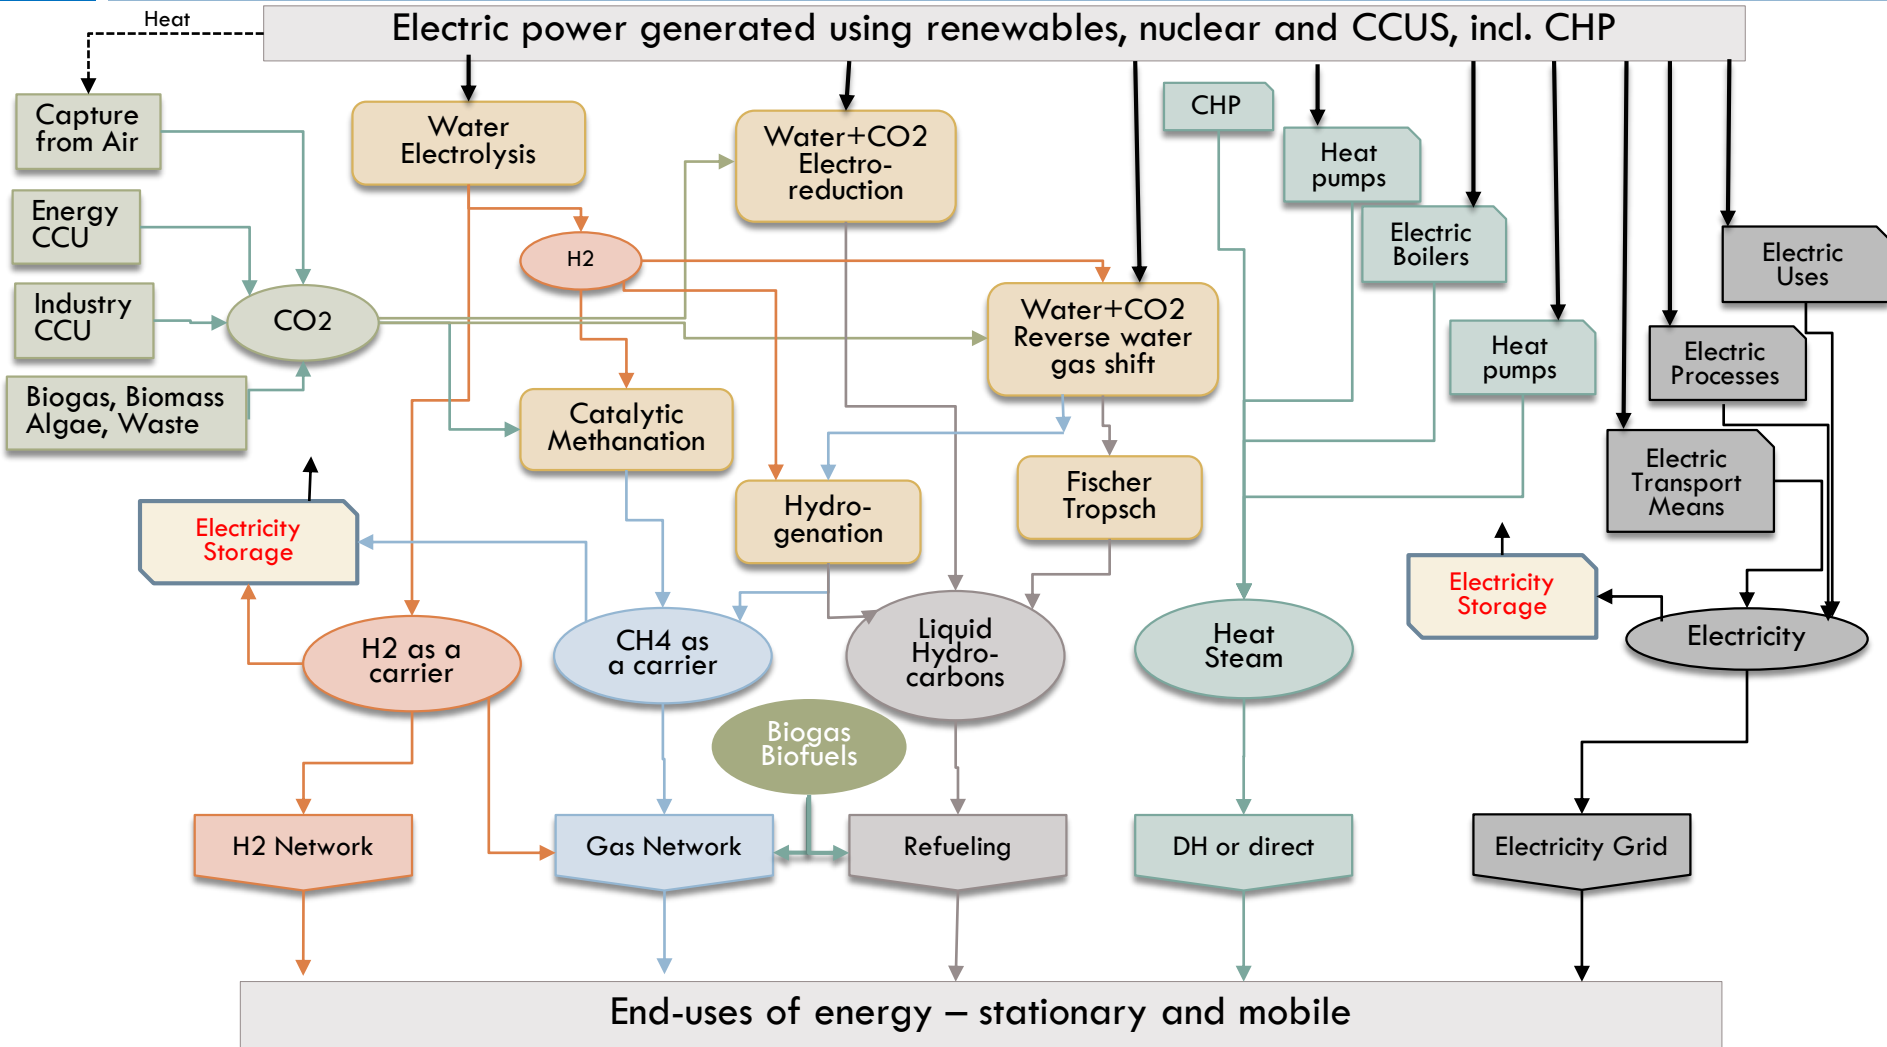 Heat
Electric power generated using renewables, nuclear and CCUS, incl. CHP
Capture
from Air
Water
Electrolysis
Water+CO2
Electro-
reduction
CHP
Heat
pumps
Energy
CCU
H2
Electric
Boilers
Electric
Uses
Industry
CCU
CO2
Water+CO2
Reverse water
gas shift
Heat
pumps
Electric
Processes
Biogas, Biomass
Algae, Waste
Catalytic
Methanation
Electric
Transport
Means
Electricity
Storage
Hydro-
genation
Fischer
Tropsch
Electricity
Storage
H2 as a
carrier
CH4 as
a carrier
Liquid
Hydro-
carbons
Heat
Steam
Electricity
Biogas
Biofuels
H2 Network
Gas Network
Refueling
DH or direct
Electricity Grid
End-uses of energy – stationary and mobile